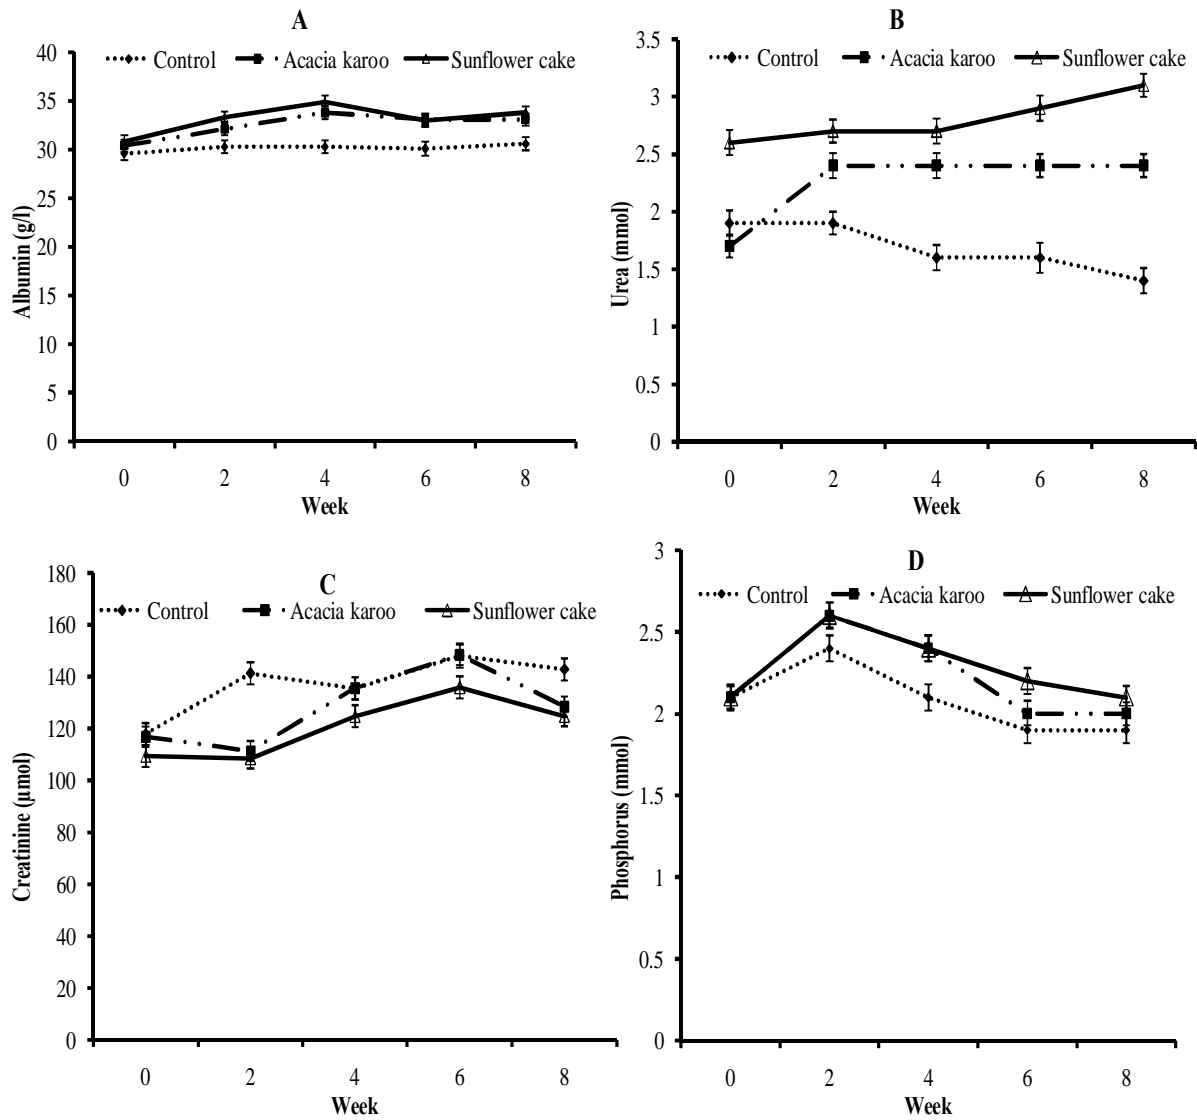 A
Control Acacia karoo Sunflower cake
40
35
30
25
20
15
10
5
0
Albumin (g/l)
0 2 4 6 8
Week
B
Control Acacia karoo Sunflower cake
3.5
3
2.5
2
1.5
1
0.5
0
Urea (mmol)
0 2 4 6 8
Week
C
Control Acacia karoo Sunflower cake
180
160
140
120
100
80
60
40
20
0
Creatinine (µmol)
0 2 4 6 8
Week
D
Control Acacia karoo Sunflower cake
3
2.5
2
1.5
1
0.5
0
Phosphorus (mmol)
0 2 4 6 8
Week